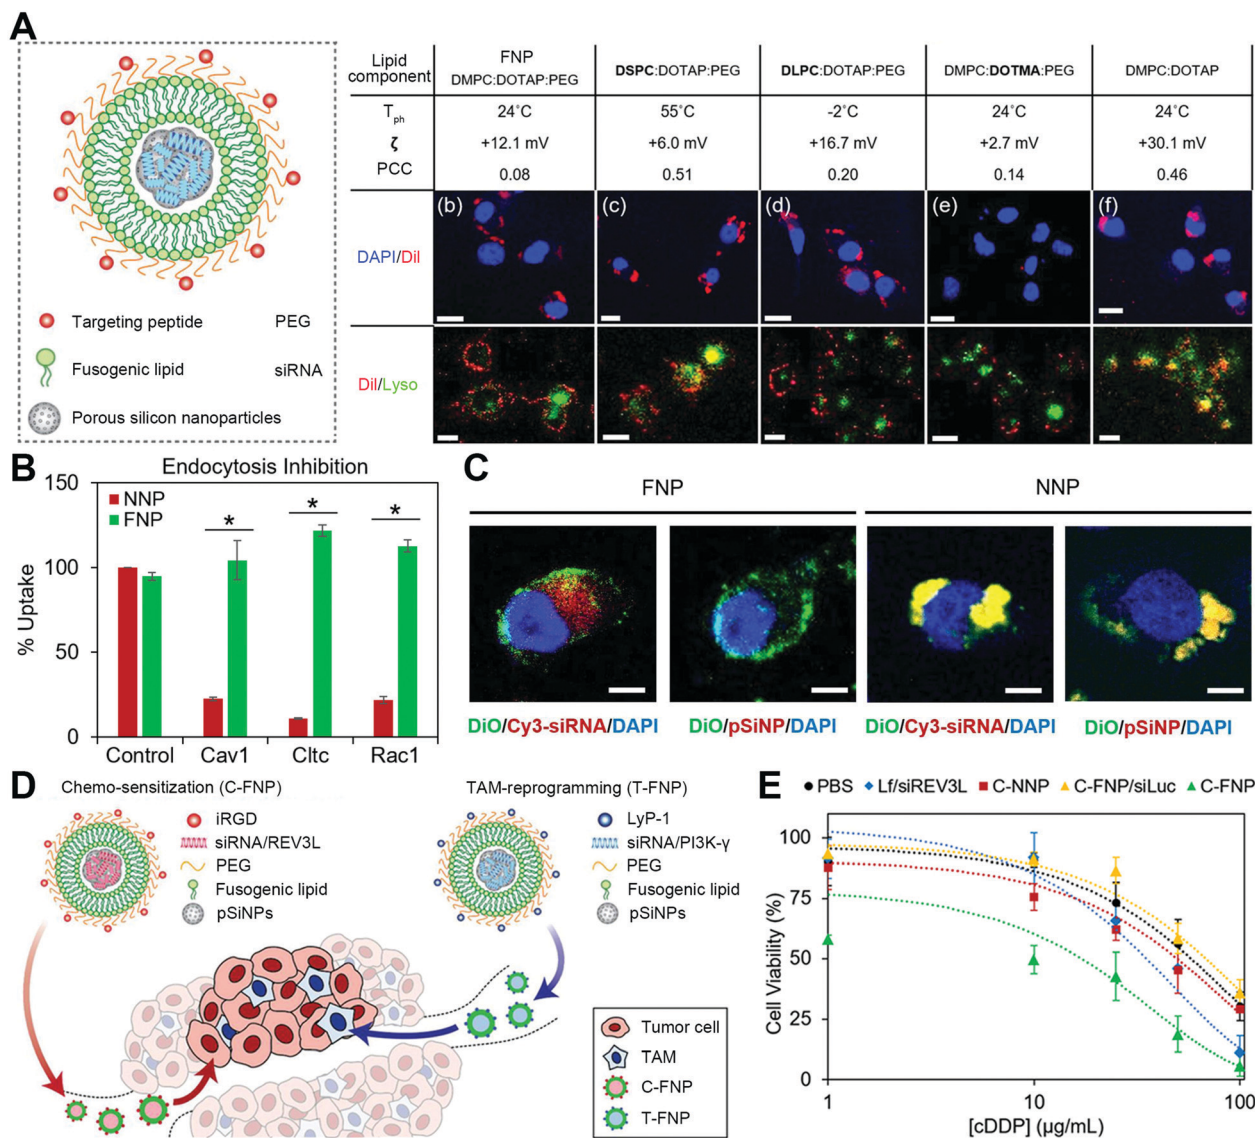 A
Targeting peptide
PEG
Fusogenic lipid
siRNA
Porous silicon nanoparticles
Lipid component
FNP DMPC:DOTAP:PEG
DSPC:DOTAP:PEG
DLPC:DOTAP:PEG
DMPC:DOTMA:PEG
DMPC:DOTAP
Tph 24°C 55°C -2°C 24°C 24°C
ζ +12.1 mV +6.0 mV +16.7 mV +2.7 mV +30.1 mV
PCC 0.08 0.51 0.20 0.14 0.46
DAPI/Dil (b) (c) (d) (e) (f)
Dil/Lyso
B
Endocytosis Inhibition
150
100
50
0
% Uptake
NNP
FNP
* * *
Control Cav1 Cltc Rac1
C
FNP NNP
DiO/Cy3-siRNA/DAPI DiO/pSiNP/DAPI DiO/Cy3-siRNA/DAPI DiO/pSiNP/DAPI
D
Chemo-sensitization (C-FNP)
iRGD
siRNA/REV3L
PEG
Fusogenic lipid
pSiNPs
TAM-reprogramming (T-FNP)
LyP-1
siRNA/PI3K-γ
PEG
Fusogenic lipid
pSiNPs
Tumor cell
TAM
C-FNP
T-FNP
E
PBS Lf/siREV3L C-NNP C-FNP/siLuc C-FNP
100
75
50
25
0
Cell Viability (%)
1 10 100
[cDDP] (µg/mL)